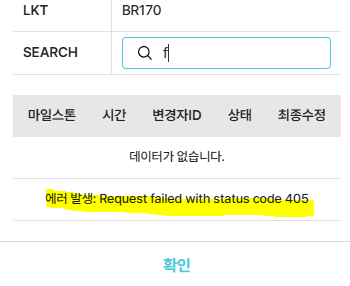 LKT BR170
SEARCH f
마일스톤 시간 변경자ID 상태 최종수정
데이터가 없습니다.
에러 발생: Request failed with status code 405
확인